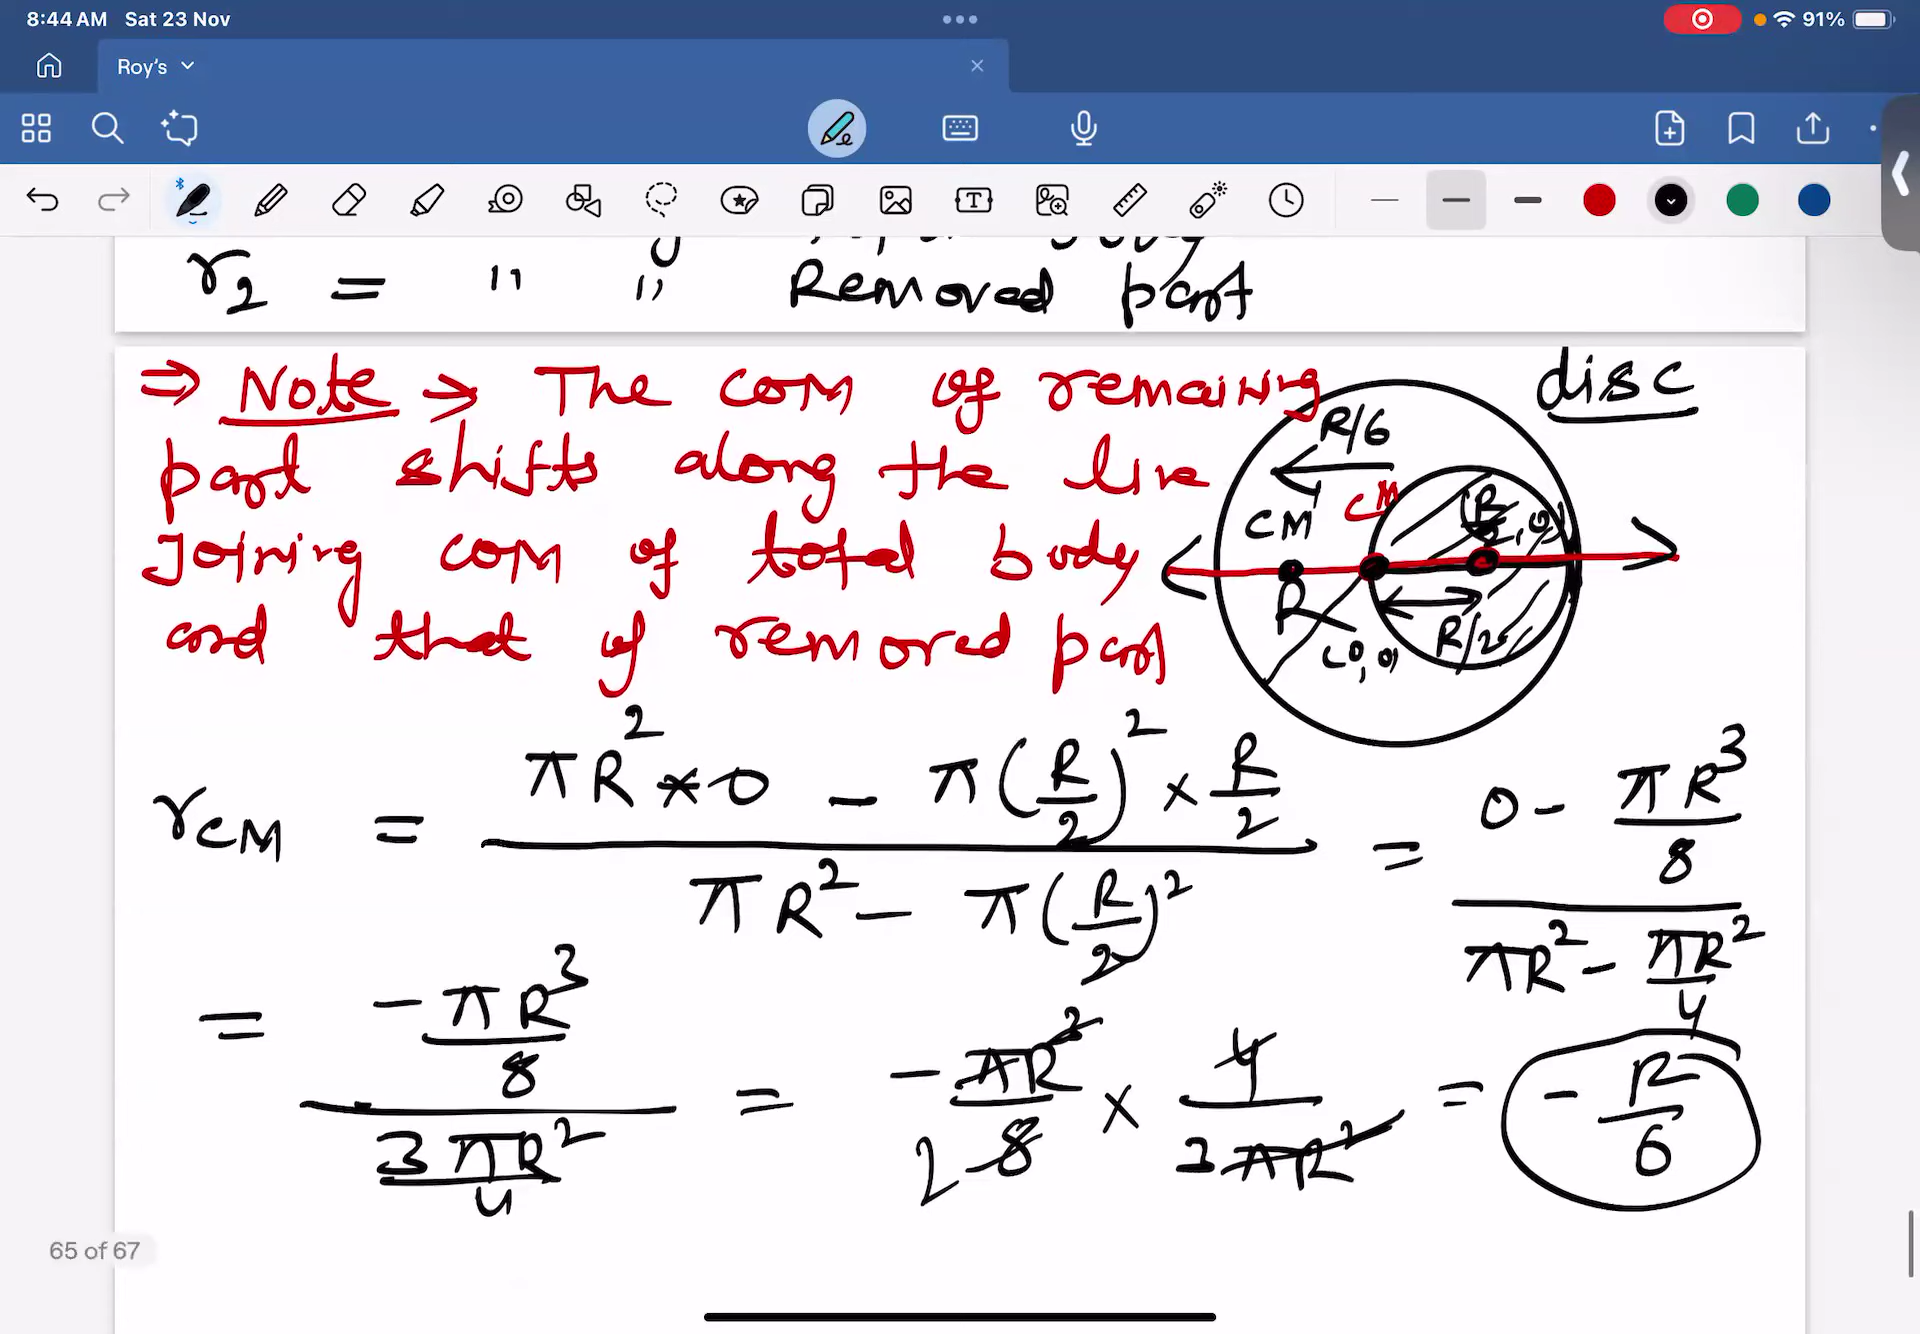 8:44 AM Sat 23 Nov
91%
Roy's
r₂ = " " Removed part
⇒ Note → The COM of remaining
part shifts along the line
Joining COM of total body
and that of removed part
disc
R/6
CM' CM (R/2, 0)
R (0,0) R/2
r_CM = (πR² * 0 - π(R/2)² × R/2) / (πR² - π(R/2)²) = (0 - πR³/8) / (πR² - πR²/4)
= (-πR³/8) / (3πR²/4) = -πR³/8 2 × 4/3πR² = -R/6
65 of 67